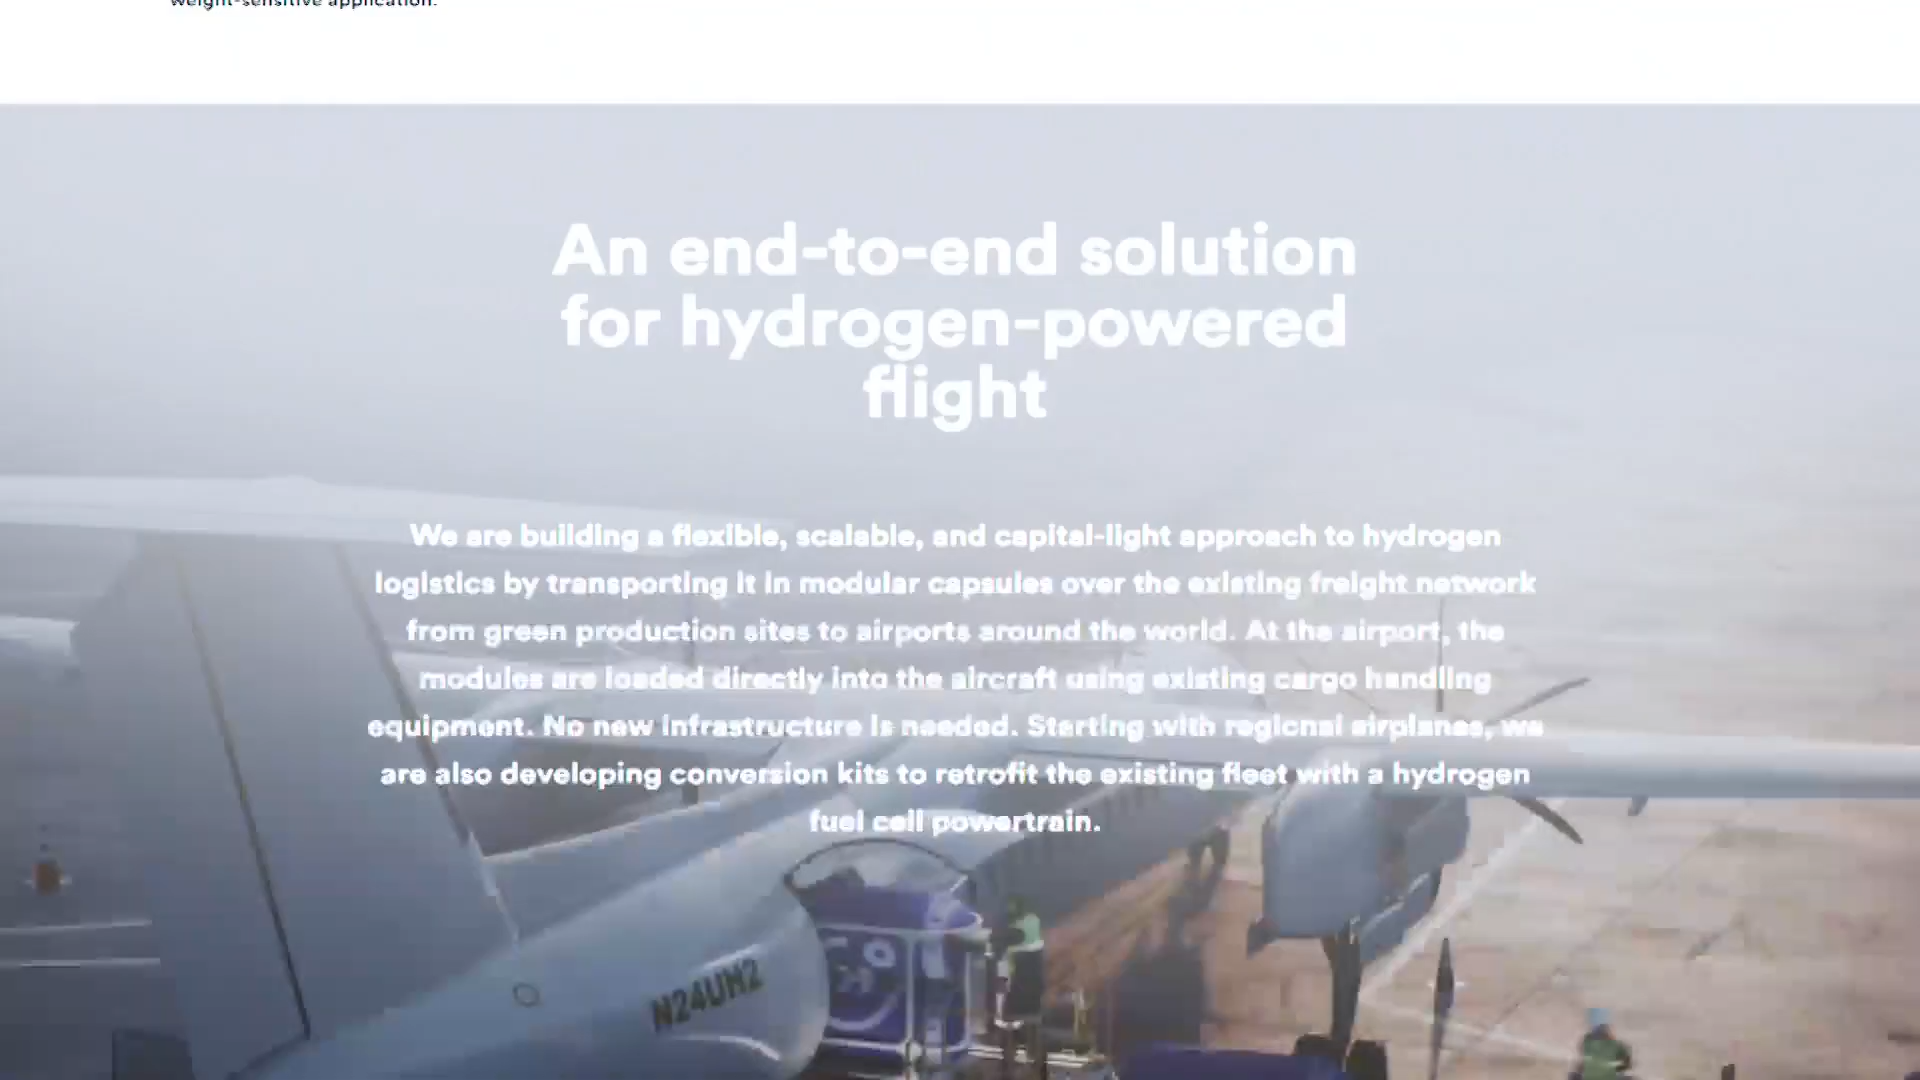 weight-sensitive application.
An end-to-end solution
for hydrogen-powered
flight
We are building a flexible, scalable, and capital-light approach to hydrogen
logistics by transporting it in modular capsules over the existing freight network
from green production sites to airports around the world. At the airport, the
modules are loaded directly into the aircraft using existing cargo handling
equipment. No new infrastructure is needed. Starting with regional airplanes, we
are also developing conversion kits to retrofit the existing fleet with a hydrogen
fuel cell powertrain.
N24UH2